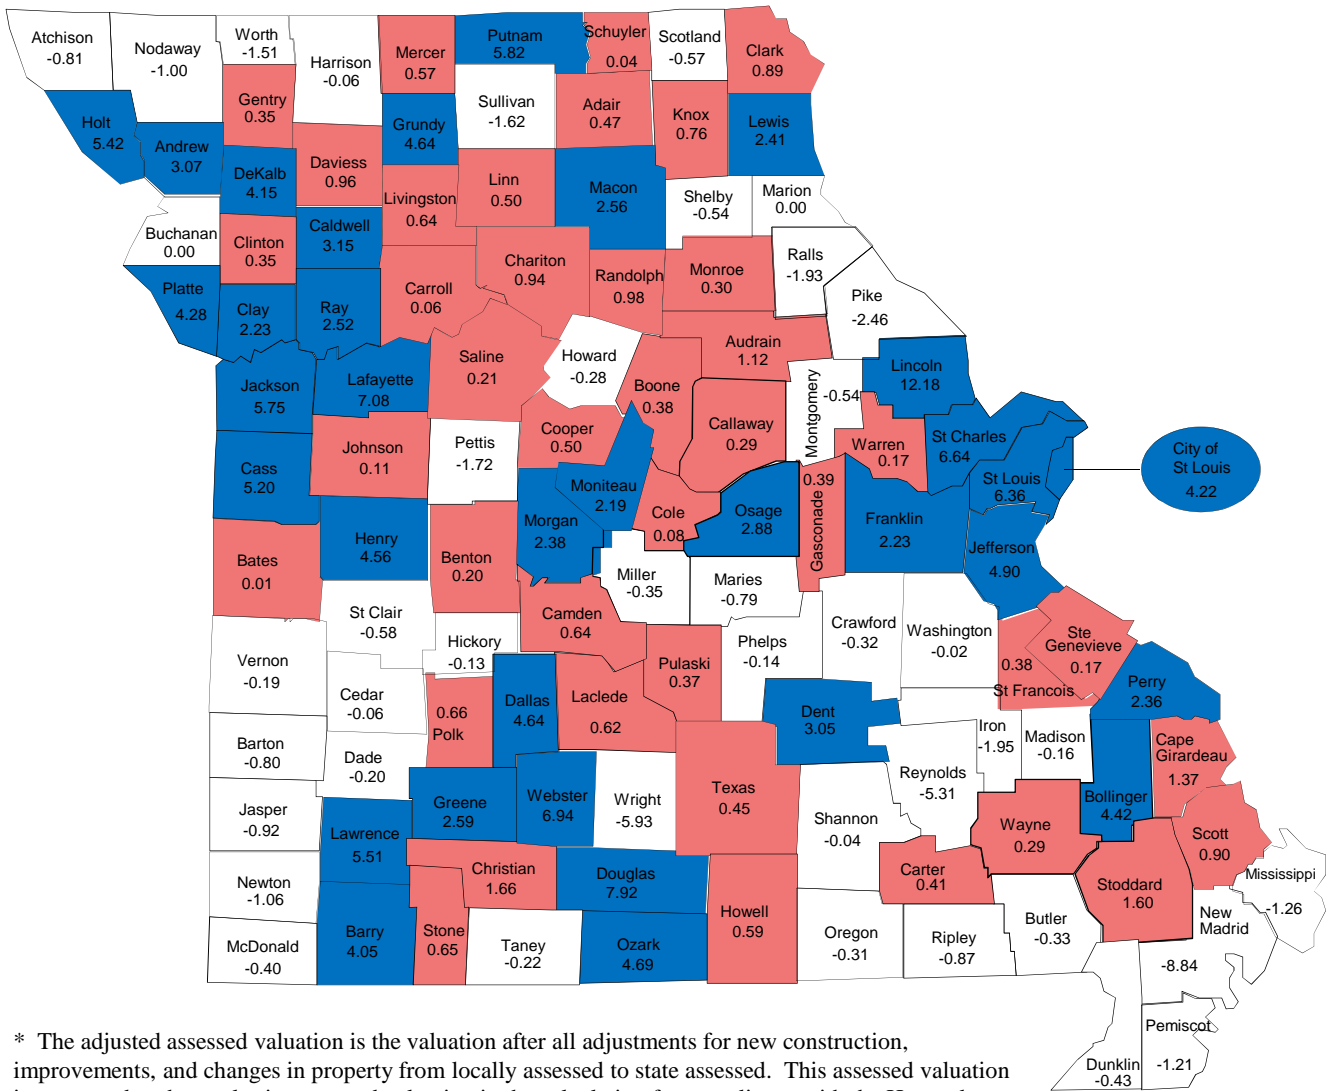 Atchison
-0.81
Nodaway
-1.00
Worth
-1.51
Harrison
-0.06
Mercer
0.57
Putnam
5.82
Schuyler
0.04
Scotland
-0.57
Clark
0.89
Holt
5.42
Andrew
3.07
Gentry
0.35
DeKalb
4.15
Daviess
0.96
Grundy
4.64
Sullivan
-1.62
Adair
0.47
Knox
0.76
Lewis
2.41
Livingston
0.64
Linn
0.50
Macon
2.56
Shelby
-0.54
Marion
0.00
Buchanan
0.00
Clinton
0.35
Caldwell
3.15
Chariton
0.94
Randolph
0.98
Monroe
0.30
Ralls
-1.93
Pike
-2.46
Platte
4.28
Clay
2.23
Ray
2.52
Carroll
0.06
Saline
0.21
Howard
-0.28
Boone
0.38
Audrain
1.12
Callaway
0.29
Montgomery
-0.54
Lincoln
12.18
Jackson
5.75
Lafayette
7.08
Johnson
0.11
Pettis
-1.72
Cooper
0.50
Moniteau
2.19
Morgan
2.38
Cole
0.08
Osage
2.88
0.39
Gasconade
Warren
0.17
Franklin
2.23
St Charles
6.64
St Louis
6.36
City of
St Louis
4.22
Jefferson
4.90
Cass
5.20
Bates
0.01
Henry
4.56
Benton
0.20
St Clair
-0.58
Hickory
-0.13
Camden
0.64
Miller
-0.35
Maries
-0.79
Phelps
-0.14
Crawford
-0.32
Washington
-0.02
0.38
St Francois
Ste
Genevieve
0.17
Perry
2.36
Vernon
-0.19
Cedar
-0.06
0.66
Polk
Dallas
4.64
Laclede
0.62
Pulaski
0.37
Dent
3.05
Iron
-1.95
Madison
-0.16
Cape
Girardeau
1.37
Bollinger
4.42
Barton
-0.80
Dade
-0.20
Jasper
-0.92
Greene
2.59
Webster
6.94
Wright
-5.93
Texas
0.45
Shannon
-0.04
Reynolds
-5.31
Wayne
0.29
Scott
0.90
Lawrence
5.51
Christian
1.66
Douglas
7.92
Howell
0.59
Carter
0.41
Stoddard
1.60
Mississippi
-1.26
Newton
-1.06
McDonald
-0.40
Barry
4.05
Stone
0.65
Taney
-0.22
Ozark
4.69
Oregon
-0.31
Ripley
-0.87
Butler
-0.33
New
Madrid
-8.84
Pemiscot
-1.21
Dunklin
-0.43
* The adjusted assessed valuation is the valuation after all adjustments for new construction,
improvements, and changes in property from locally assessed to state assessed. This assessed valuation